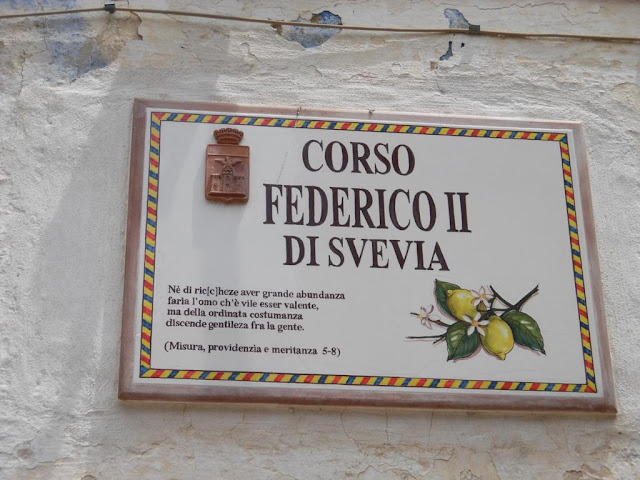 CORSO
FEDERICO II
DI SVEVIA
Nè di ric[c]heze aver grande abundanza
faria l'omo ch'è vile esser valente,
ma della ordinata costumanza
discende gentileza fra la gente.
(Misura, providenzia e meritanza 5-8)